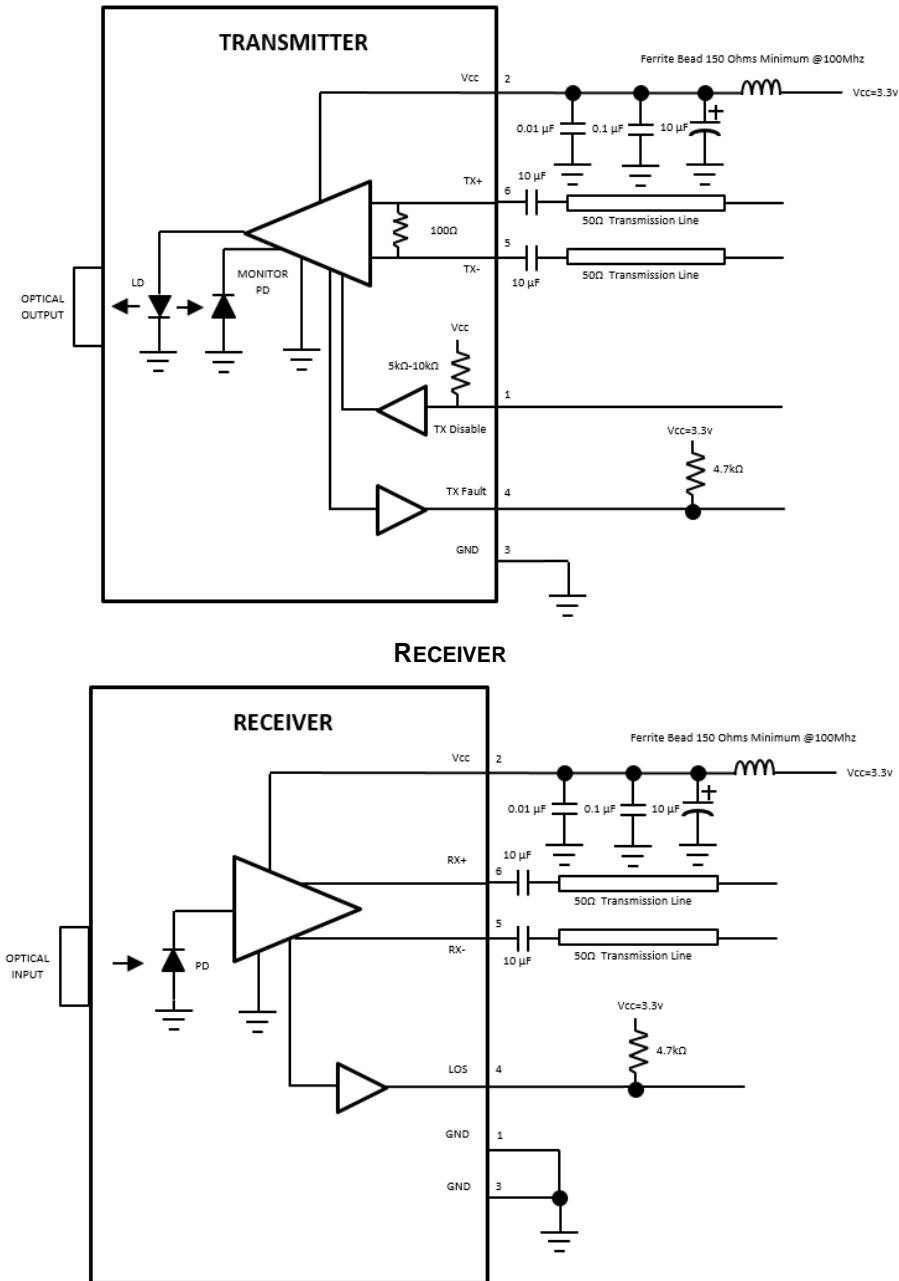 TRANSMITTER
Ferrite Bead 150 Ohms Minimum @100Mhz
Vcc
2
Vcc=3.3v
+
0.01 µF
0.1 µF
10 µF
TX+
6
10 µF
50Ω Transmission Line
100Ω
5
TX-
10 µF
50Ω Transmission Line
OPTICAL
OUTPUT
LD
MONITOR
PD
Vcc
5kΩ-10kΩ
1
TX Disable
Vcc=3.3v
4.7kΩ
TX Fault
4
GND
3
RECEIVER
RECEIVER
Ferrite Bead 150 Ohms Minimum @100Mhz
Vcc
2
Vcc=3.3v
+
0.01 µF
0.1 µF
10 µF
RX+
6
10 µF
50Ω Transmission Line
5
RX-
10 µF
50Ω Transmission Line
OPTICAL
INPUT
PD
Vcc=3.3v
4.7kΩ
LOS
4
GND
1
GND
3